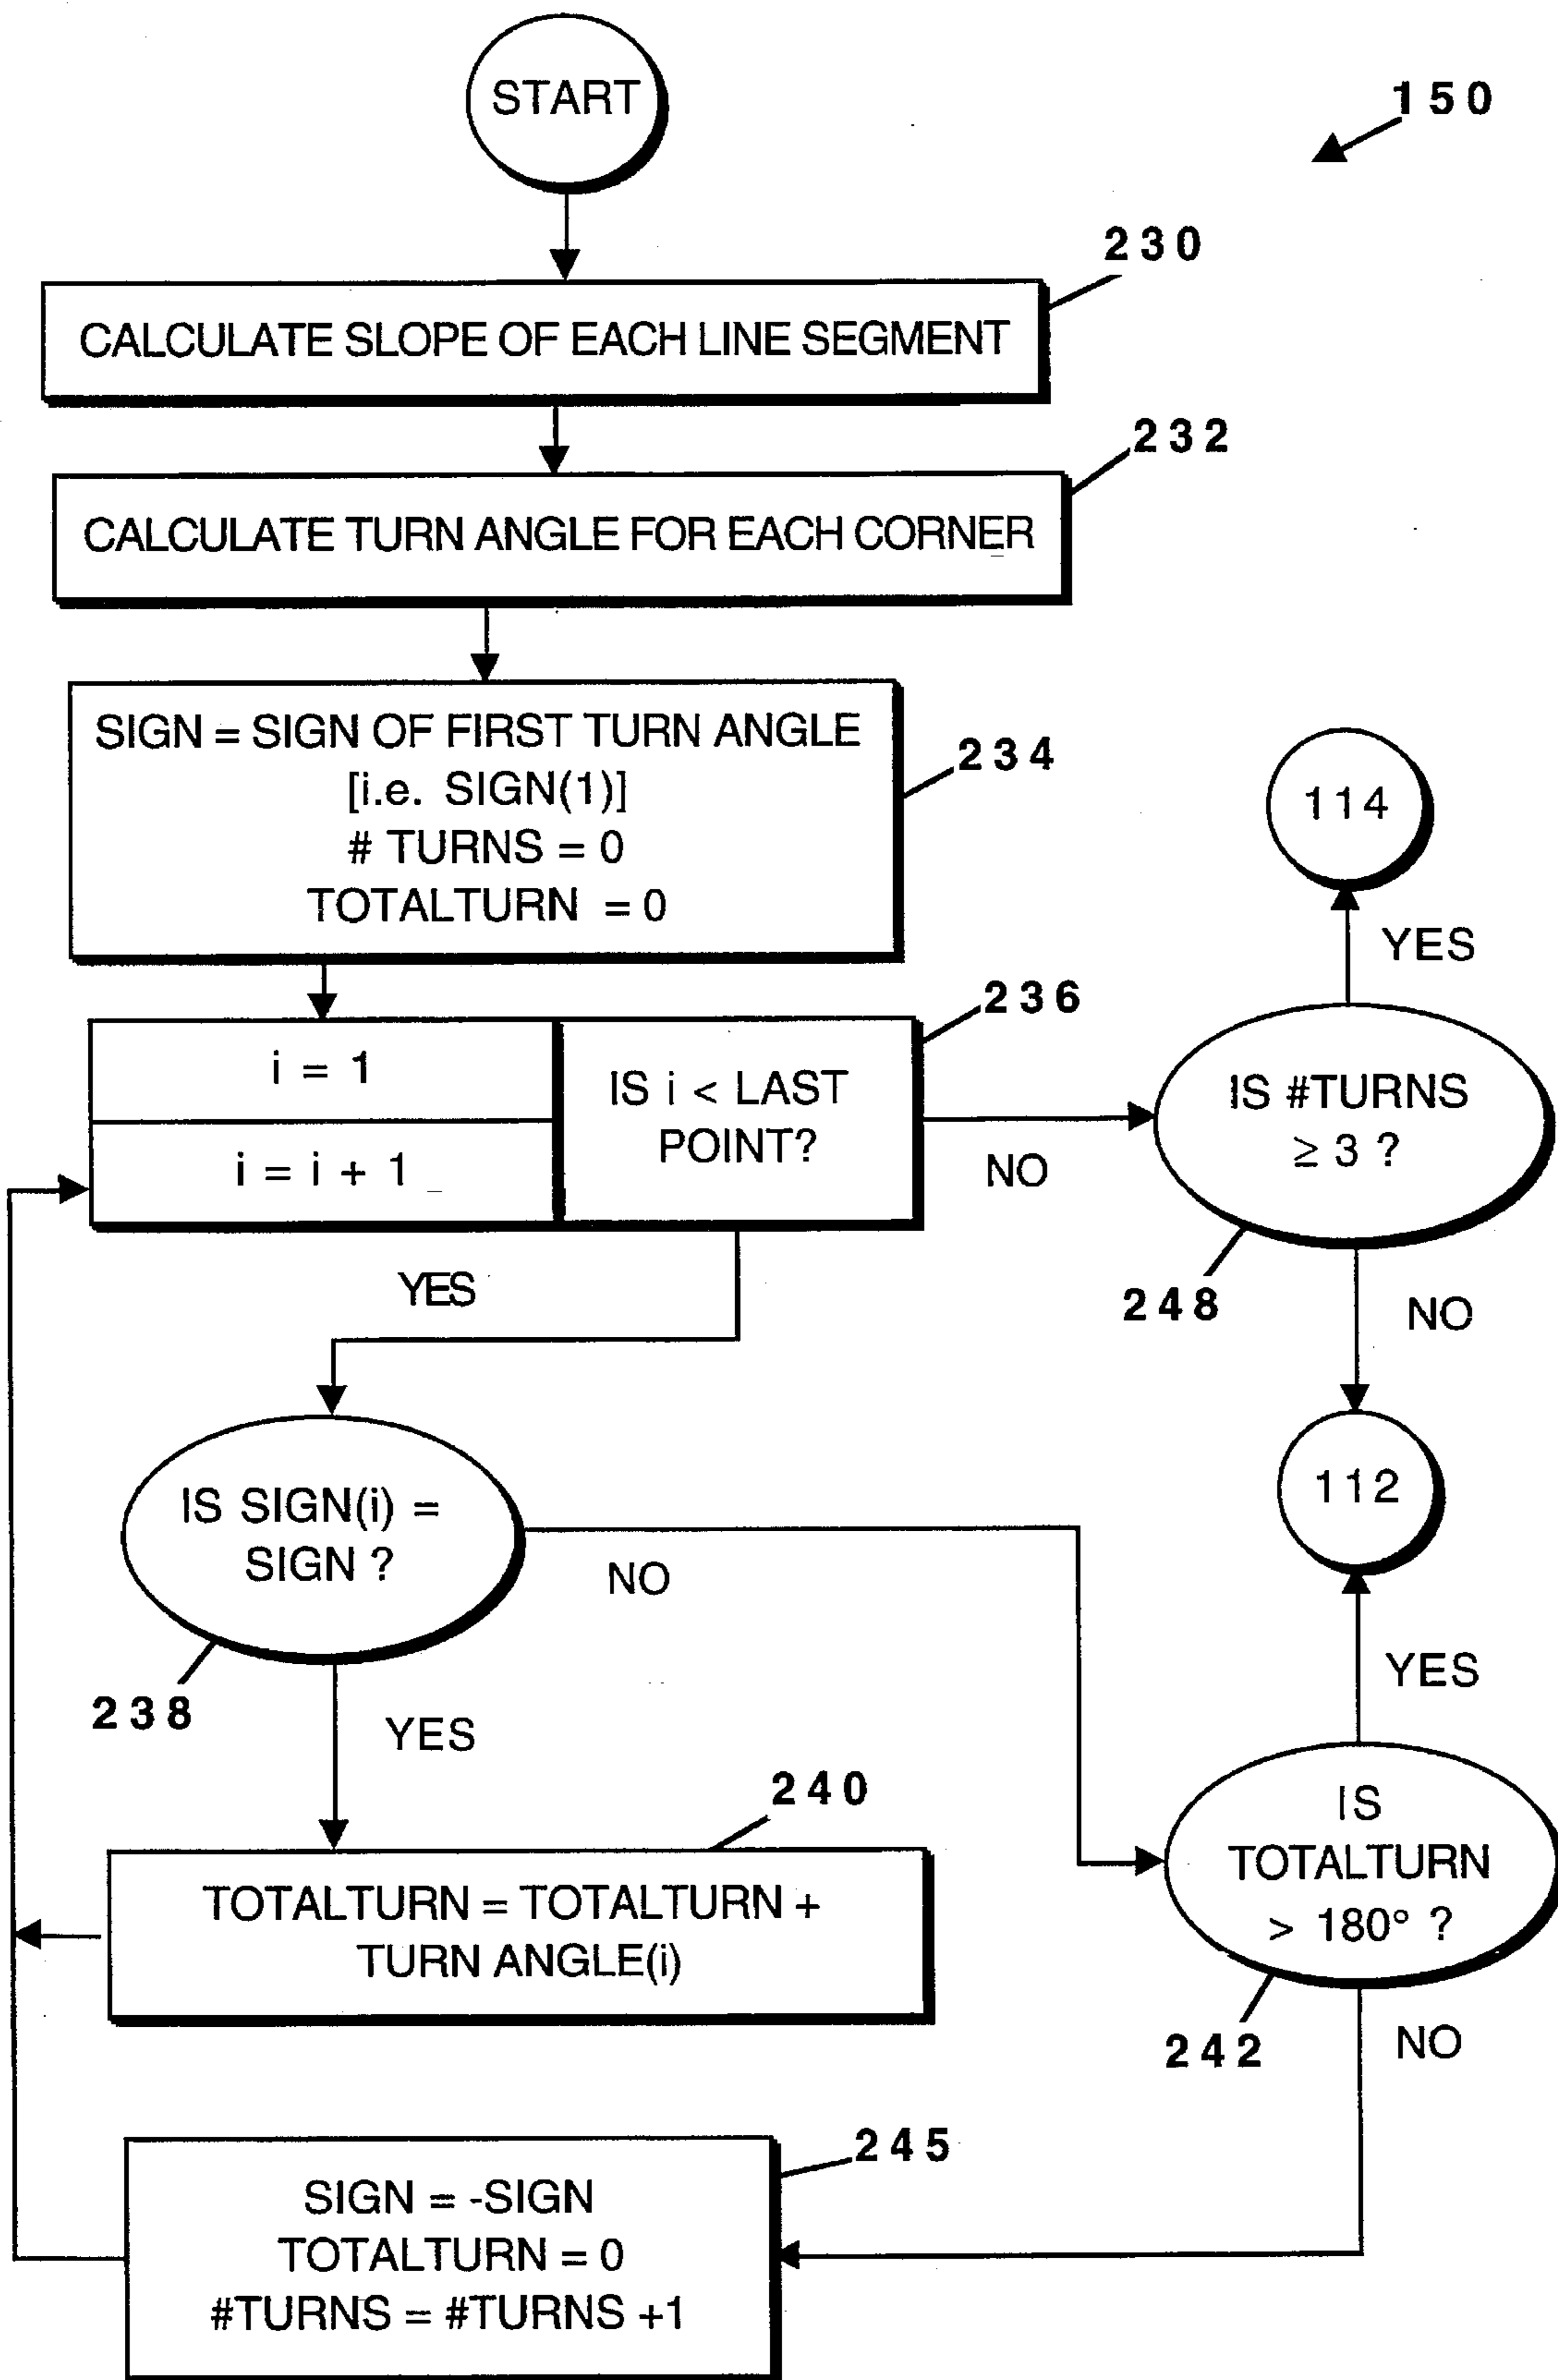 START
150
230
CALCULATE SLOPE OF EACH LINE SEGMENT
232
CALCULATE TURN ANGLE FOR EACH CORNER
SIGN = SIGN OF FIRST TURN ANGLE
[i.e. SIGN(1)]
# TURNS = 0
TOTALTURN = 0
234
114
YES
236
i = 1
i = i + 1
IS i < LAST
POINT?
NO
IS #TURNS
≥ 3 ?
248
NO
YES
112
IS SIGN(i) =
SIGN ?
NO
238
YES
YES
240
TOTALTURN = TOTALTURN +
TURN ANGLE(i)
IS
TOTALTURN
> 180° ?
242
NO
245
SIGN = -SIGN
TOTALTURN = 0
#TURNS = #TURNS +1